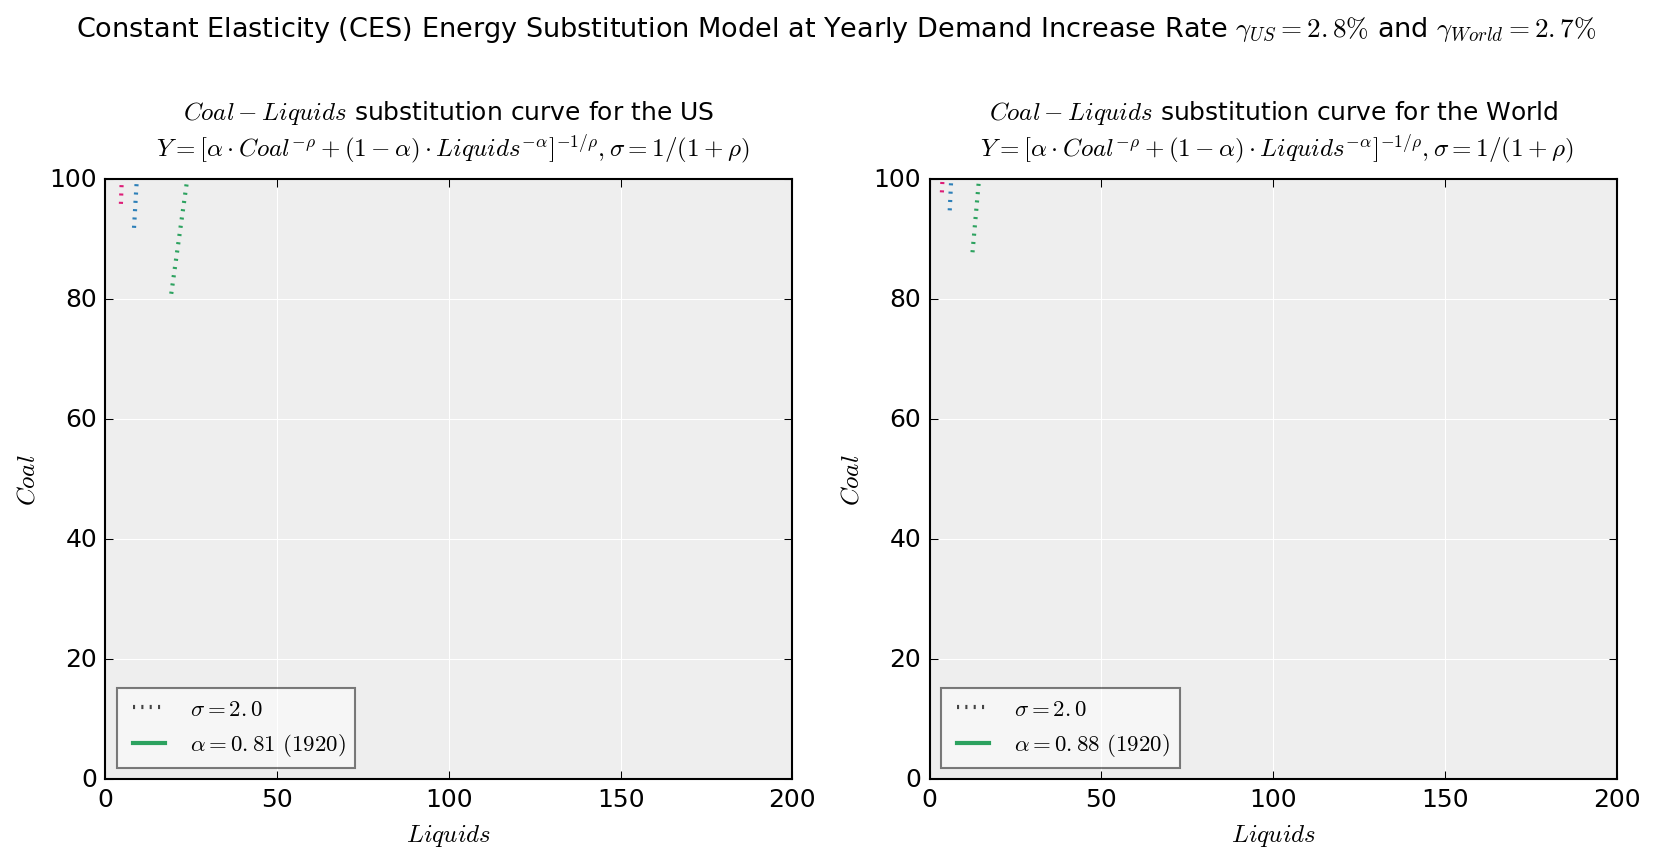 Constant Elasticity (CES) Energy Substitution Model at Yearly Demand Increase Rate γ_US = 2.8% and γ_World = 2.7%
Coal − Liquids substitution curve for the US
Y = [α · Coal^−ρ + (1 − α) · Liquids^−α]^−1/ρ, σ = 1/(1 + ρ)
100
80
60
40
20
0
Coal
σ = 2.0
α = 0.81 (1920)
0 50 100 150 200
Liquids
Coal − Liquids substitution curve for the World
Y = [α · Coal^−ρ + (1 − α) · Liquids^−α]^−1/ρ, σ = 1/(1 + ρ)
100
80
60
40
20
0
Coal
σ = 2.0
α = 0.88 (1920)
0 50 100 150 200
Liquids